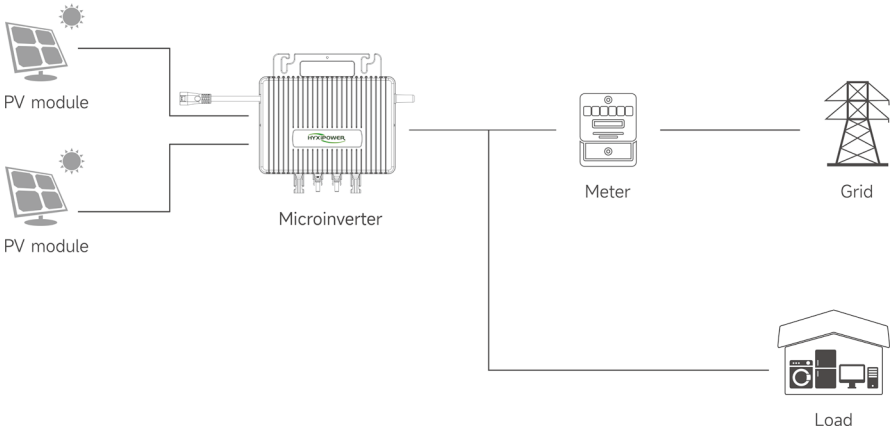 PV module
HYXIPOWER
PV module
Microinverter
Meter
Grid
Load